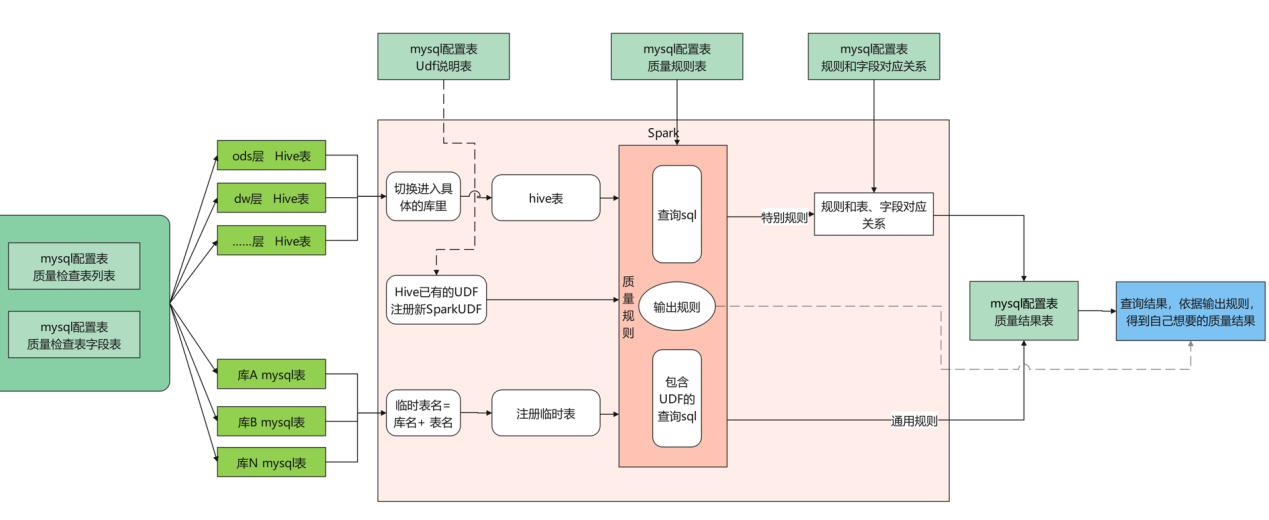 mysql配置表
Udf说明表
mysql配置表
质量规则表
mysql配置表
规则和字段对应关系
Spark
ods层 Hive表
dw层 Hive表
......层 Hive表
mysql配置表
质量检查表列表
mysql配置表
质量检查表字段表
库A mysql表
库B mysql表
库N mysql表
切换进入具
体的库里
hive表
Hive已有的UDF
注册新SparkUDF
临时表名=
库名+ 表名
注册临时表
质
量
规
则
查询sql
输出规则
包含
UDF的
查询sql
特别规则
规则和表、字段对应
关系
通用规则
mysql配置表
质量结果表
查询结果，依据输出规则，
得到自己想要的质量结果